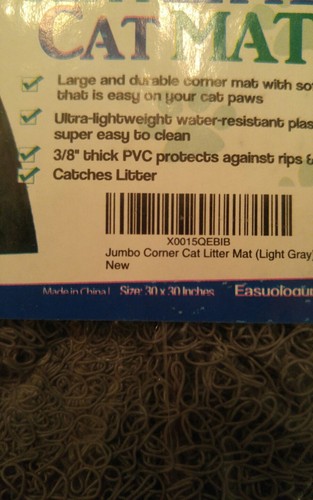 CAT MAT
Large and durable corner mat with so
that is easy on your cat paws
Ultra-lightweight water-resistant plas
super easy to clean
3/8" thick PVC protects against rips &
Catches Litter
X0015QEBIB
Jumbo Corner Cat Litter Mat (Light Gray)
New
Made in China! Size: 30 x 30 Inches